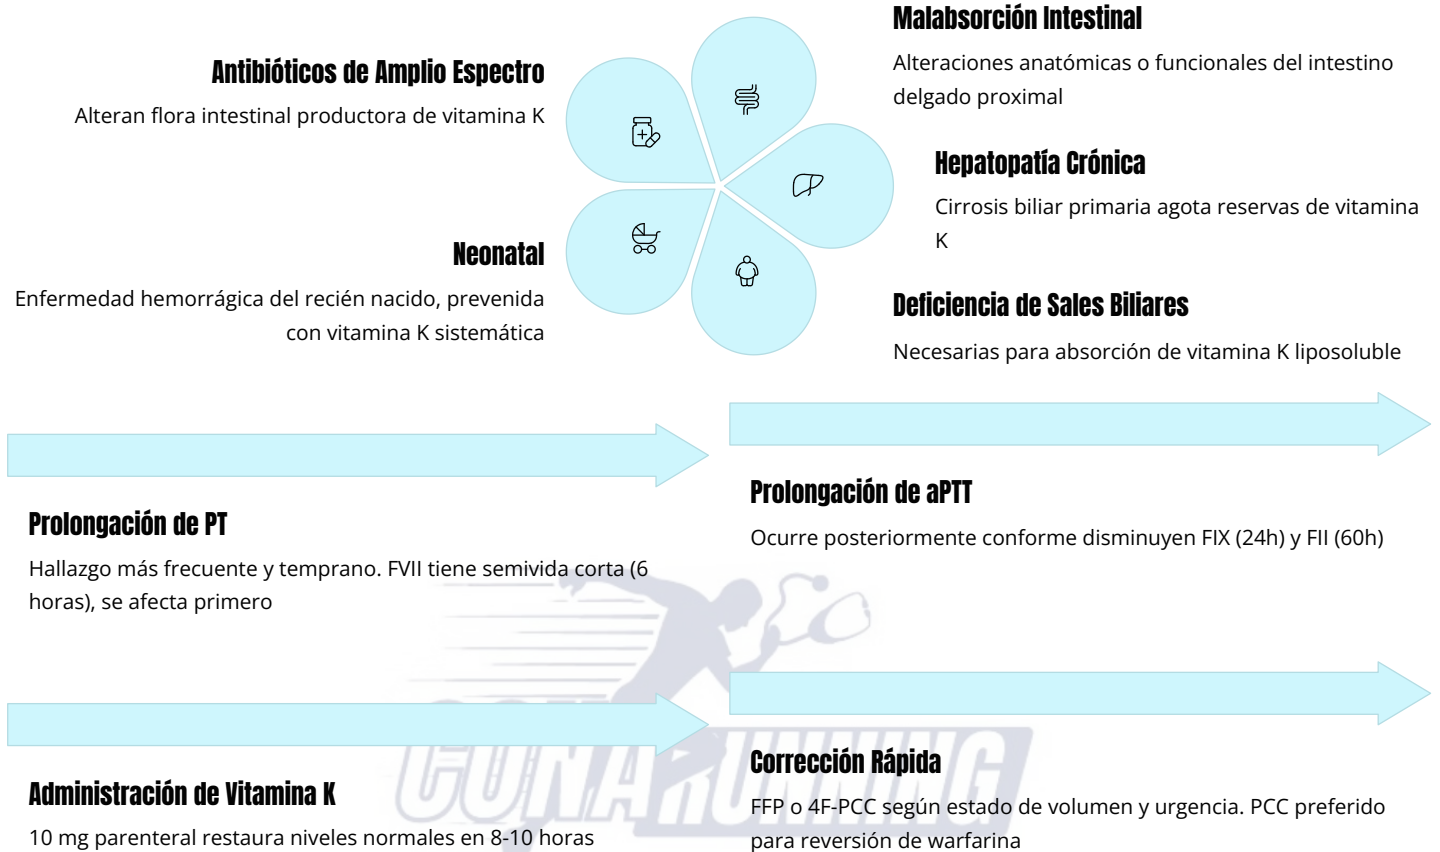 Malabsorción Intestinal
Alteraciones anatómicas o funcionales del intestino
delgado proximal
Antibióticos de Amplio Espectro
Alteran flora intestinal productora de vitamina K
Hepatopatía Crónica
Cirrosis biliar primaria agota reservas de vitamina
K
Neonatal
Enfermedad hemorrágica del recién nacido, prevenida
con vitamina K sistemática
Deficiencia de Sales Biliares
Necesarias para absorción de vitamina K liposoluble
Prolongación de PT
Hallazgo más frecuente y temprano. FVII tiene semivida corta (6
horas), se afecta primero
Prolongación de aPTT
Ocurre posteriormente conforme disminuyen FIX (24h) y FII (60h)
Administración de Vitamina K
10 mg parenteral restaura niveles normales en 8-10 horas
Corrección Rápida
FFP o 4F-PCC según estado de volumen y urgencia. PCC preferido
para reversión de warfarina